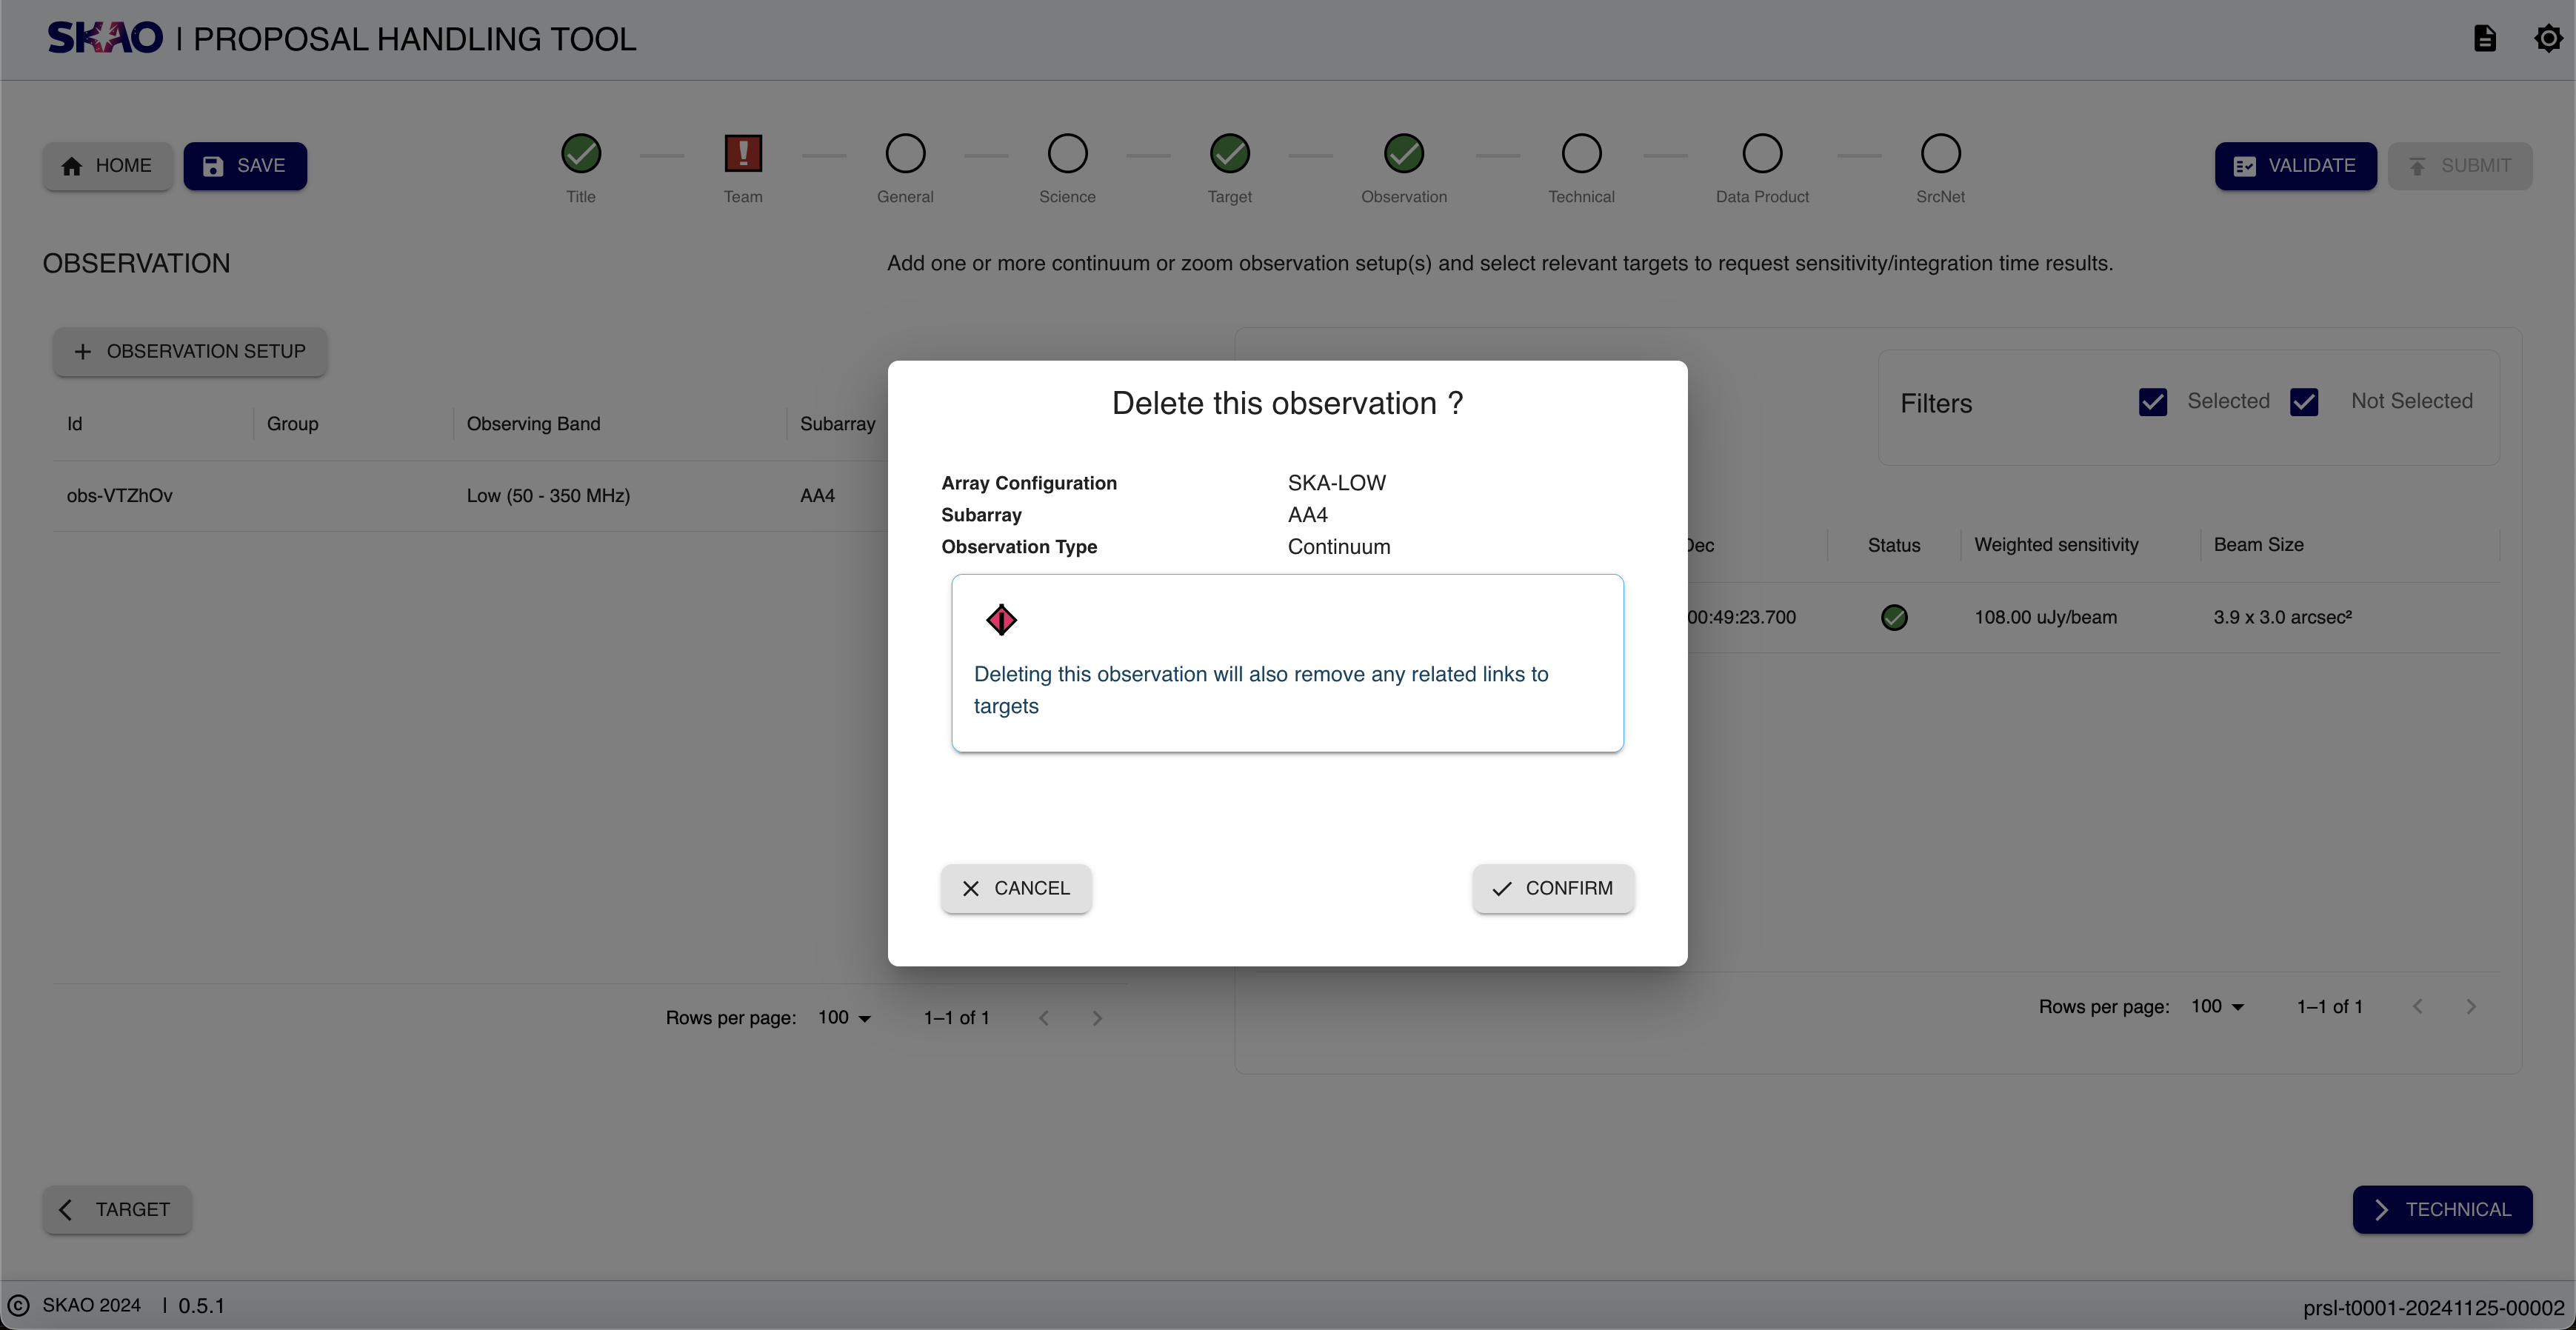 SKAO | PROPOSAL HANDLING TOOL
HOME
SAVE
Title
Team
General
Science
Target
Observation
Technical
Data Product
SrcNet
VALIDATE
SUBMIT
OBSERVATION
Add one or more continuum or zoom observation setup(s) and select relevant targets to request sensitivity/integration time results.
OBSERVATION SETUP
Id Group Observing Band Subarray
obs-VTZhOv Low (50 - 350 MHz) AA4
Rows per page: 100 1–1 of 1
Delete this observation ?
Array Configuration SKA-LOW
Subarray AA4
Observation Type Continuum
Deleting this observation will also remove any related links to
targets
CANCEL
CONFIRM
Filters Selected Not Selected
Dec Status Weighted sensitivity Beam Size
00:49:23.700 108.00 uJy/beam 3.9 x 3.0 arcsec²
Rows per page: 100 1–1 of 1
TARGET
TECHNICAL
© SKAO 2024 | 0.5.1
prsl-t0001-20241125-00002